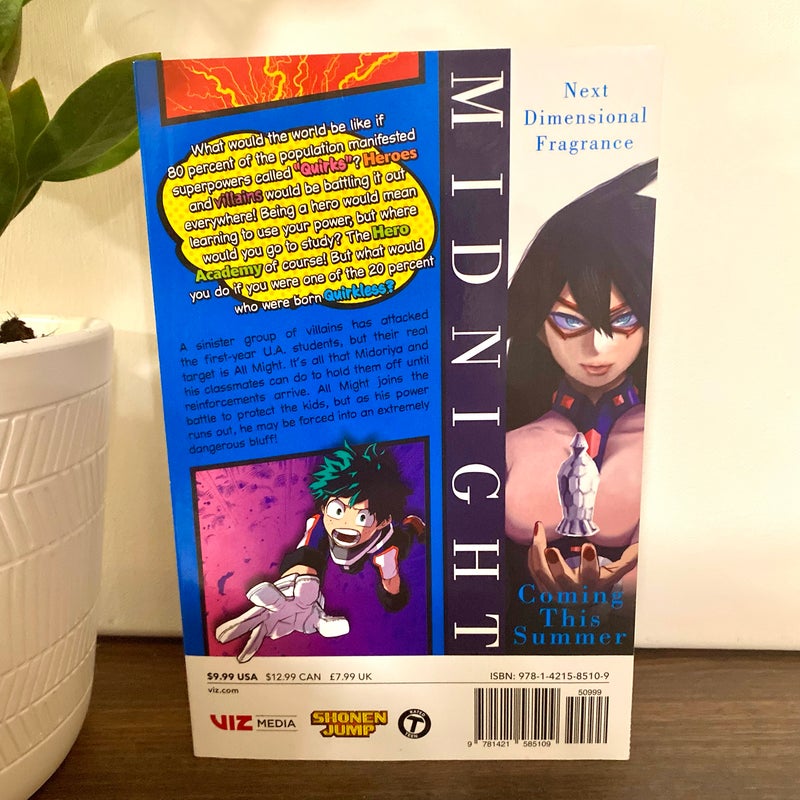 What would the world be like if
80 percent of the population manifested
superpowers called "Quirks"? Heroes
and villains would be battling it out
everywhere! Being a hero would mean
learning to use your power, but where
would you go to study? The Hero
Academy of course! But what would
you do if you were one of the 20 percent
who were born Quirkless?
A sinister group of villains has attacked
the first-year U.A. students, but their real
target is All Might. It's all that Midoriya and
his classmates can do to hold them off until
reinforcements arrive. All Might joins the
battle to protect the kids, but as his power
runs out, he may be forced into an extremely
dangerous bluff!
MIDNIGHT
Next
Dimensional
Fragrance
Coming
This
Summer
$9.99 USA $12.99 CAN £7.99 UK
viz.com
VIZ MEDIA
SHONEN
JUMP
RATED
T
TEEN
ISBN: 978-1-4215-8510-9
50999
9 781421 585109